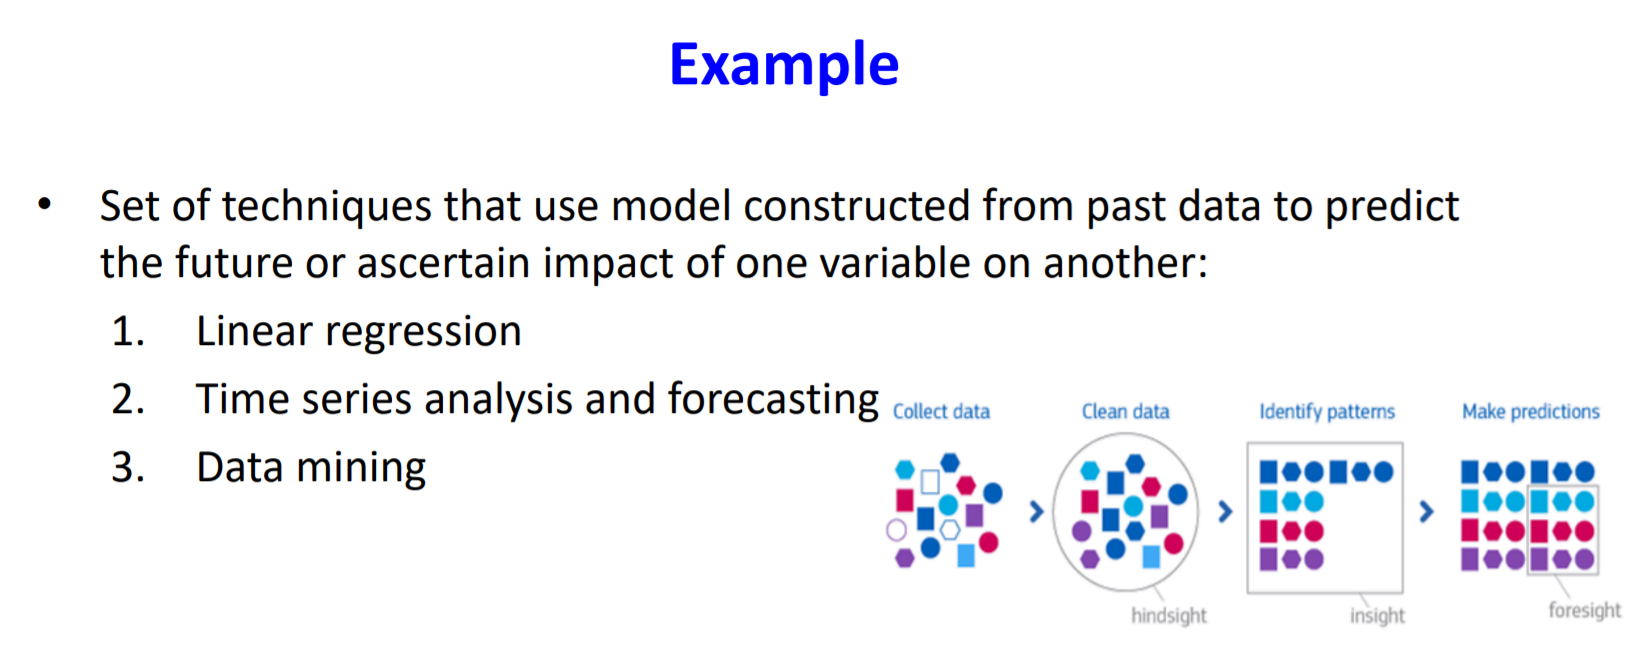 Example
• Set of techniques that use model constructed from past data to predict
the future or ascertain impact of one variable on another:
1. Linear regression
2. Time series analysis and forecasting
3. Data mining
Collect data
Clean data
Identify patterns
Make predictions
hindsight
insight
foresight